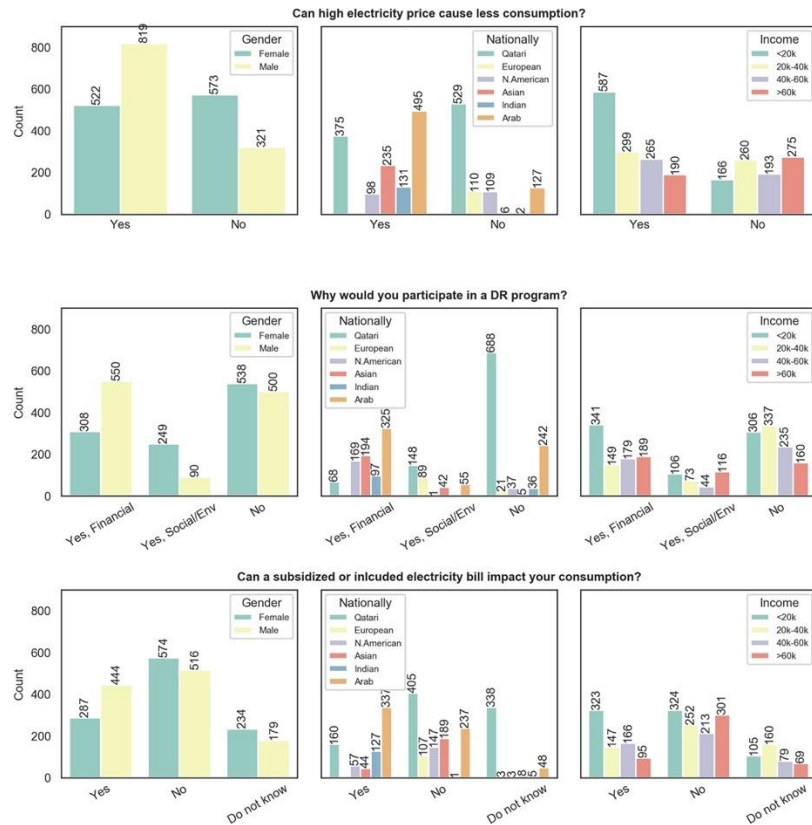 Can high electricity price cause less consumption?
Count
800
600
400
200
0
522
819
573
321
Gender
Female
Male
Yes
No
375
98
235
131
495
529
110
109
6
2
127
Nationally
Qatari
European
N.American
Asian
Indian
Arab
Yes
No
587
299
265
190
166
260
193
275
Income
<20k
20k-40k
40k-60k
>60k
Yes
No
Why would you participate in a DR program?
Count
800
600
400
200
0
308
550
249
90
538
500
Gender
Female
Male
Yes, Financial
Yes, Social/Env
No
Nationally
Qatari
European
N.American
Asian
Indian
Arab
68
169
194
97
325
148
89
1
42
55
688
21
37
5
36
242
Yes, Financial
Yes, Social/Env
No
341
149
179
189
106
73
44
116
306
337
235
160
Income
<20k
20k-40k
40k-60k
>60k
Yes, Financial
Yes, Social/Env
No
Can a subsidized or inlcuded electricity bill impact your consumption?
Count
800
600
400
200
0
287
444
574
516
234
179
Gender
Female
Male
Yes
No
Do not know
Nationally
Qatari
European
N.American
Asian
Indian
Arab
160
57
44
127
337
405
107
147
189
1
237
338
3
3
8
5
48
Yes
No
Do not know
323
147
166
95
324
252
213
301
105
160
79
69
Income
<20k
20k-40k
40k-60k
>60k
Yes
No
Do not know